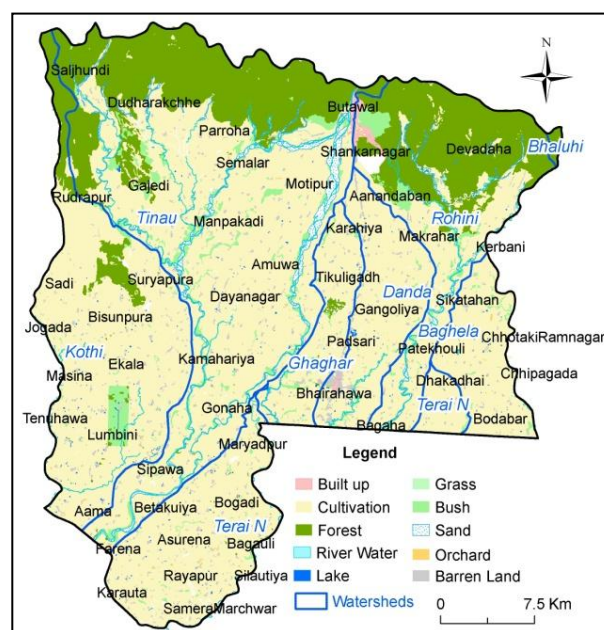 N
Saljhundi
Dudharakchhe
Butawal
Parroha
Shankarnagar
Devadaha
Bhaluhi
Semalar
Gajedi
Motipur
Rudrapur
Aanandaban
Tinau
Manpakadi
Rohini
Karahiya
Makrahar
Kerbani
Amuwa
Sadi
Suryapura
Tikuligadh
Dayanagar
Danda
Sikatahan
Bisunpura
Gangoliya
Jogada
Baghela
Padsari
ChhotakiRamnagar
Kothi
Ekala
Kamahariya
Ghaghar
Patekhouli
Masina
Chhipagada
Dhakadhai
Bhairahawa
Terai N
Tenuhawa
Gonaha
Bodabar
Lumbini
Bagaha
Maryadpur
Sipawa
Aama
Betakuiya
Bogadi
Terai N
Farena
Asurena
Bagauli
Rayapur
Silautiya
Karauta
SameraMarchwar
Legend
Built up
Grass
Cultivation
Bush
Forest
Sand
River Water
Orchard
Lake
Barren Land
Watersheds
0 7.5 Km